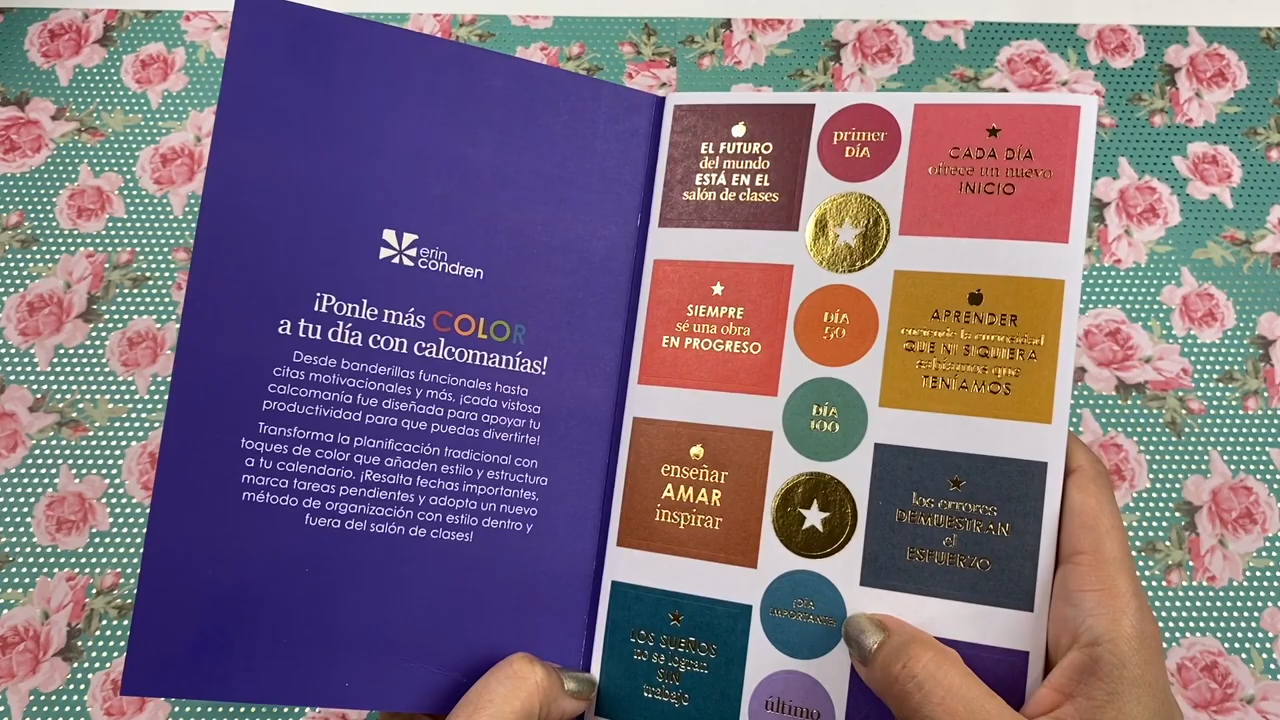 erin
condren
¡Ponle más COLOR
a tu día con calcomanías!
Desde banderillas funcionales hasta
citas motivacionales y más, ¡cada vistosa
calcomanía fue diseñada para apoyar tu
productividad para que puedas divertirte!
Transforma la planificación tradicional con
toques de color que añaden estilo y estructura
a tu calendario. ¡Resalta fechas importantes,
marca tareas pendientes y adopta un nuevo
método de organización con estilo dentro y
fuera del salón de clases!
EL FUTURO
del mundo
ESTÁ EN EL
salón de clases
primer
DÍA
CADA DÍA
ofrece un nuevo
INICIO
SIEMPRE
sé una obra
EN PROGRESO
DÍA
50
APRENDER
enciende la curiosidad
QUE NI SIQUIERA
sabíamos que
TENÍAMOS
DÍA
100
enseñar
AMAR
inspirar
los errores
DEMUESTRAN
el
ESFUERZO
¡DÍA
IMPORTANTE!
LOS SUEÑOS
no se logran
SIN
trabajo
último